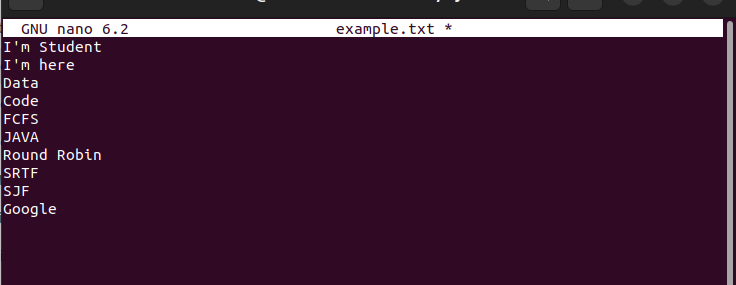 GNU nano 6.2 example.txt *
I'm Student
I'm here
Data
Code
FCFS
JAVA
Round Robin
SRTF
SJF
Google